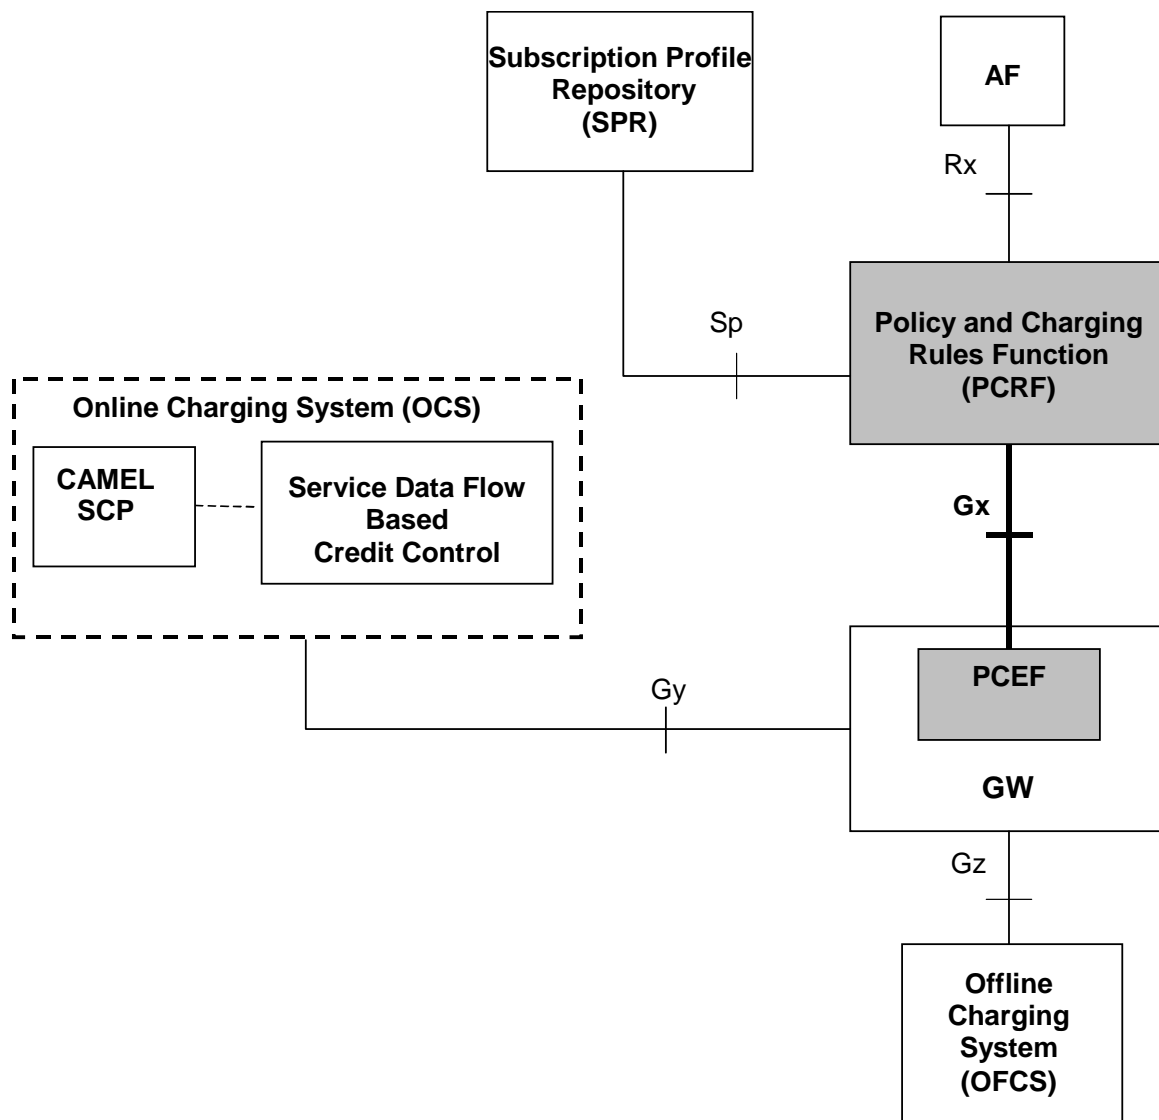 Subscription Profile
Repository
(SPR)
AF
Rx
Sp
Policy and Charging
Rules Function
(PCRF)
Online Charging System (OCS)
CAMEL
SCP
Service Data Flow
Based
Credit Control
Gx
PCEF
Gy
GW
Gz
Offline
Charging
System
(OFCS)